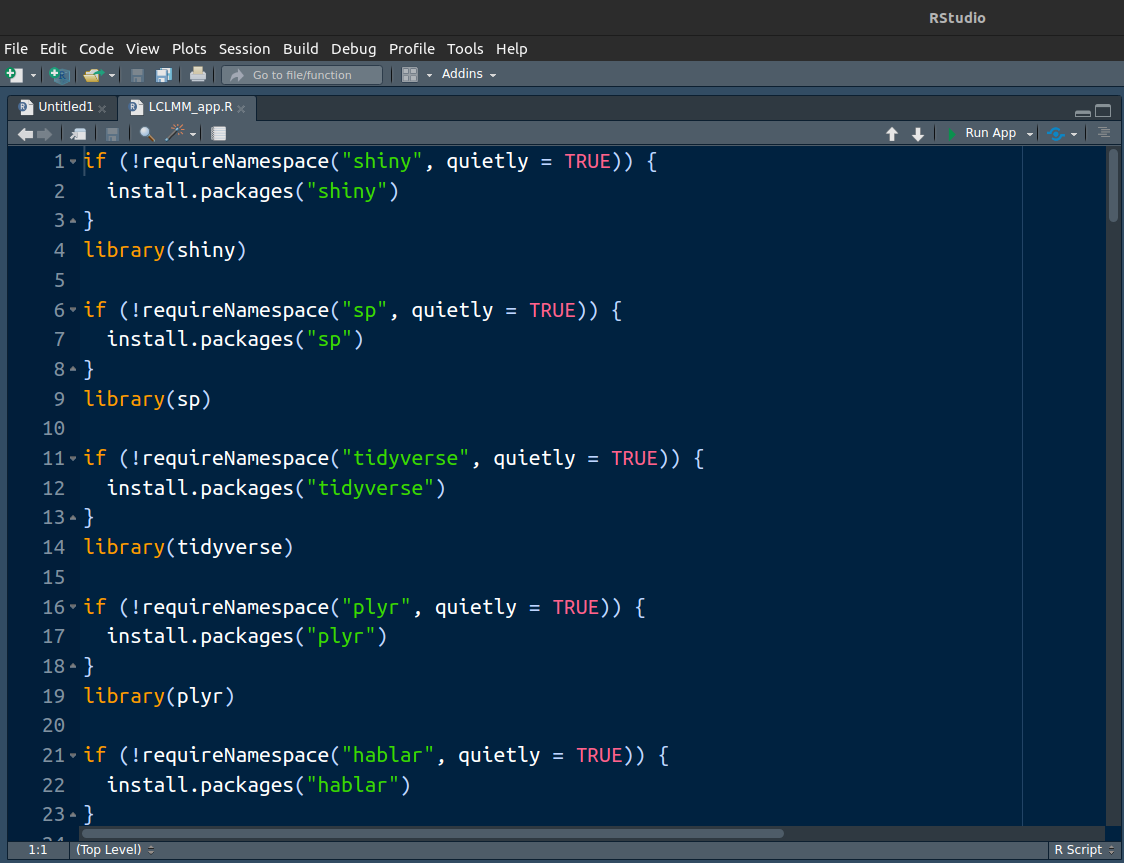 RStudio
File Edit Code View Plots Session Build Debug Profile Tools Help
Go to file/function Addins
Untitled1 LCLMM_app.R
Run App
1 if (!requireNamespace("shiny", quietly = TRUE)) {
2 install.packages("shiny")
3 }
4 library(shiny)
5
6 if (!requireNamespace("sp", quietly = TRUE)) {
7 install.packages("sp")
8 }
9 library(sp)
10
11 if (!requireNamespace("tidyverse", quietly = TRUE)) {
12 install.packages("tidyverse")
13 }
14 library(tidyverse)
15
16 if (!requireNamespace("plyr", quietly = TRUE)) {
17 install.packages("plyr")
18 }
19 library(plyr)
20
21 if (!requireNamespace("hablar", quietly = TRUE)) {
22 install.packages("hablar")
23 }
1:1 (Top Level) R Script